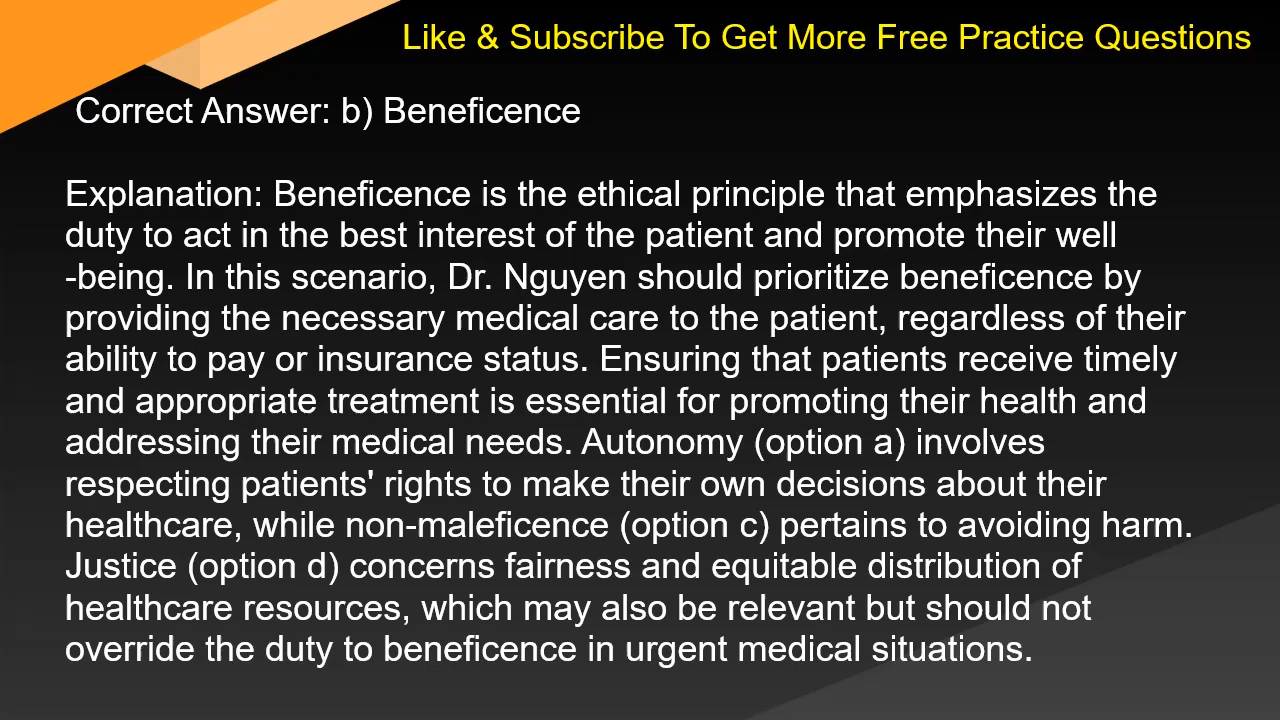 Like & Subscribe To Get More Free Practice Questions
Correct Answer: b) Beneficence
Explanation: Beneficence is the ethical principle that emphasizes the
duty to act in the best interest of the patient and promote their well
-being. In this scenario, Dr. Nguyen should prioritize beneficence by
providing the necessary medical care to the patient, regardless of their
ability to pay or insurance status. Ensuring that patients receive timely
and appropriate treatment is essential for promoting their health and
addressing their medical needs. Autonomy (option a) involves
respecting patients' rights to make their own decisions about their
healthcare, while non-maleficence (option c) pertains to avoiding harm.
Justice (option d) concerns fairness and equitable distribution of
healthcare resources, which may also be relevant but should not
override the duty to beneficence in urgent medical situations.